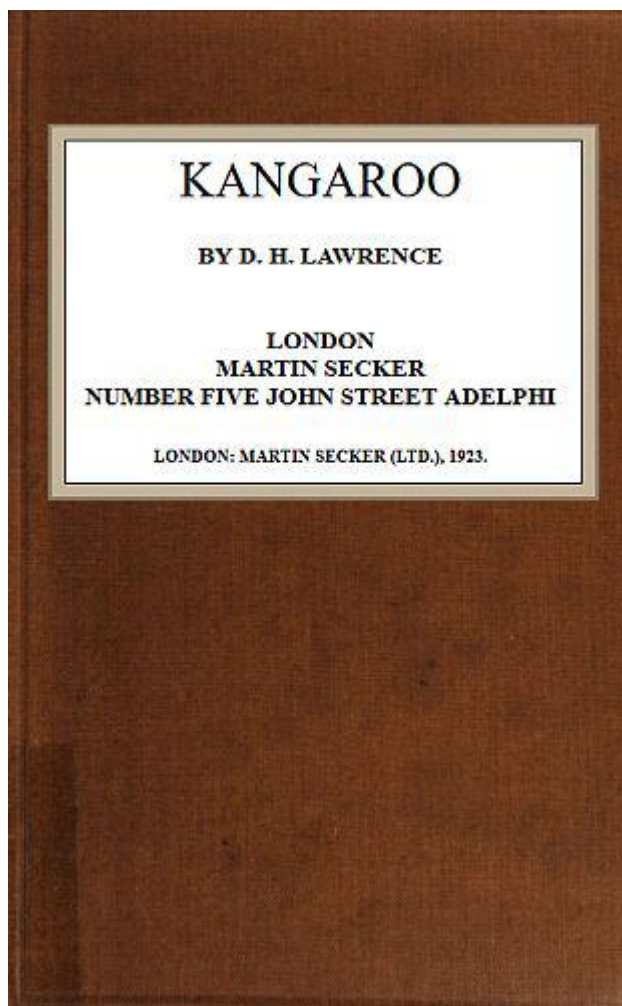 KANGAROO
BY D. H. LAWRENCE
LONDON
MARTIN SECKER
NUMBER FIVE JOHN STREET ADELPHI
LONDON: MARTIN SECKER (LTD.), 1923.